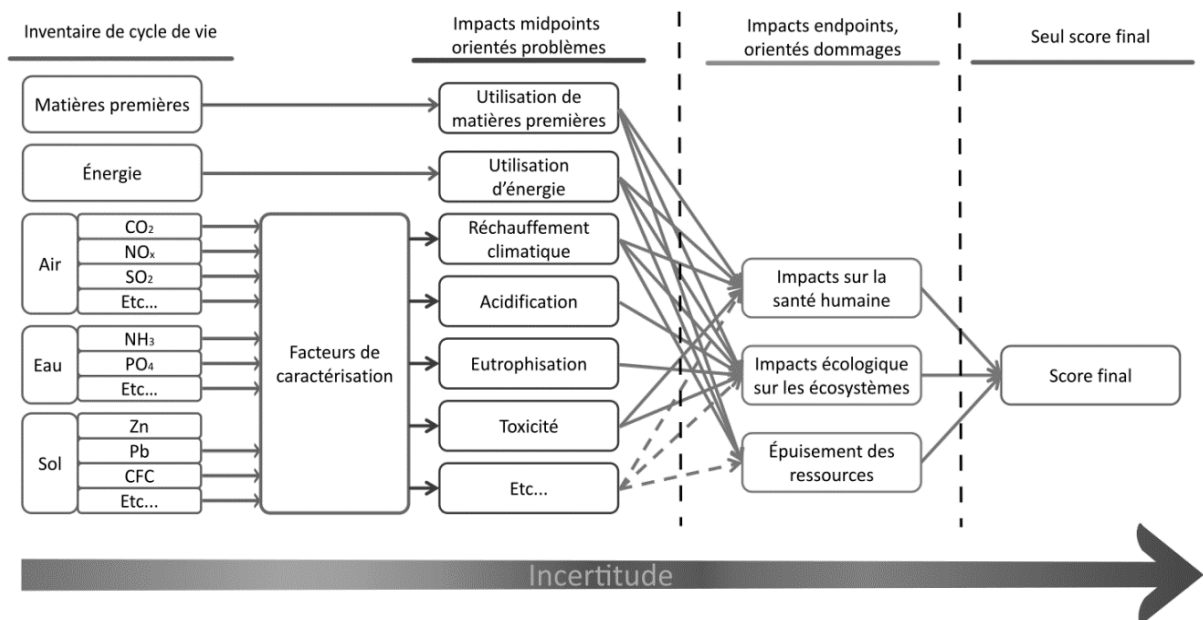 Inventaire de cycle de vie
Impacts midpoints
orientés problèmes
Impacts endpoints,
orientés dommages
Seul score final
Matières premières
Énergie
Air
CO₂
NOₓ
SO₂
Etc...
Eau
NH₃
PO₄
Etc...
Sol
Zn
Pb
CFC
Etc...
Facteurs de
caractérisation
Utilisation de
matières premières
Utilisation
d'énergie
Réchauffement
climatique
Acidification
Eutrophisation
Toxicité
Etc...
Impacts sur la
santé humaine
Impacts écologique
sur les écosystèmes
Épuisement des
ressources
Score final
Incertitude